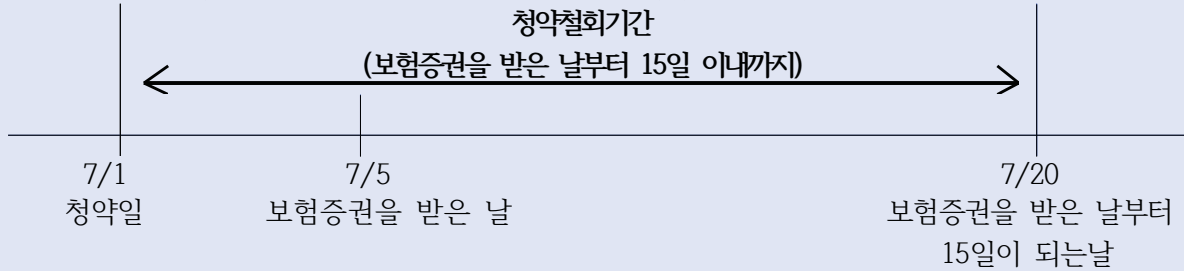 청약철회기간
(보험증권을 받은 날부터 15일 이내까지)
7/1
청약일
7/5
보험증권을 받은 날
7/20
보험증권을 받은 날부터
15일이 되는날